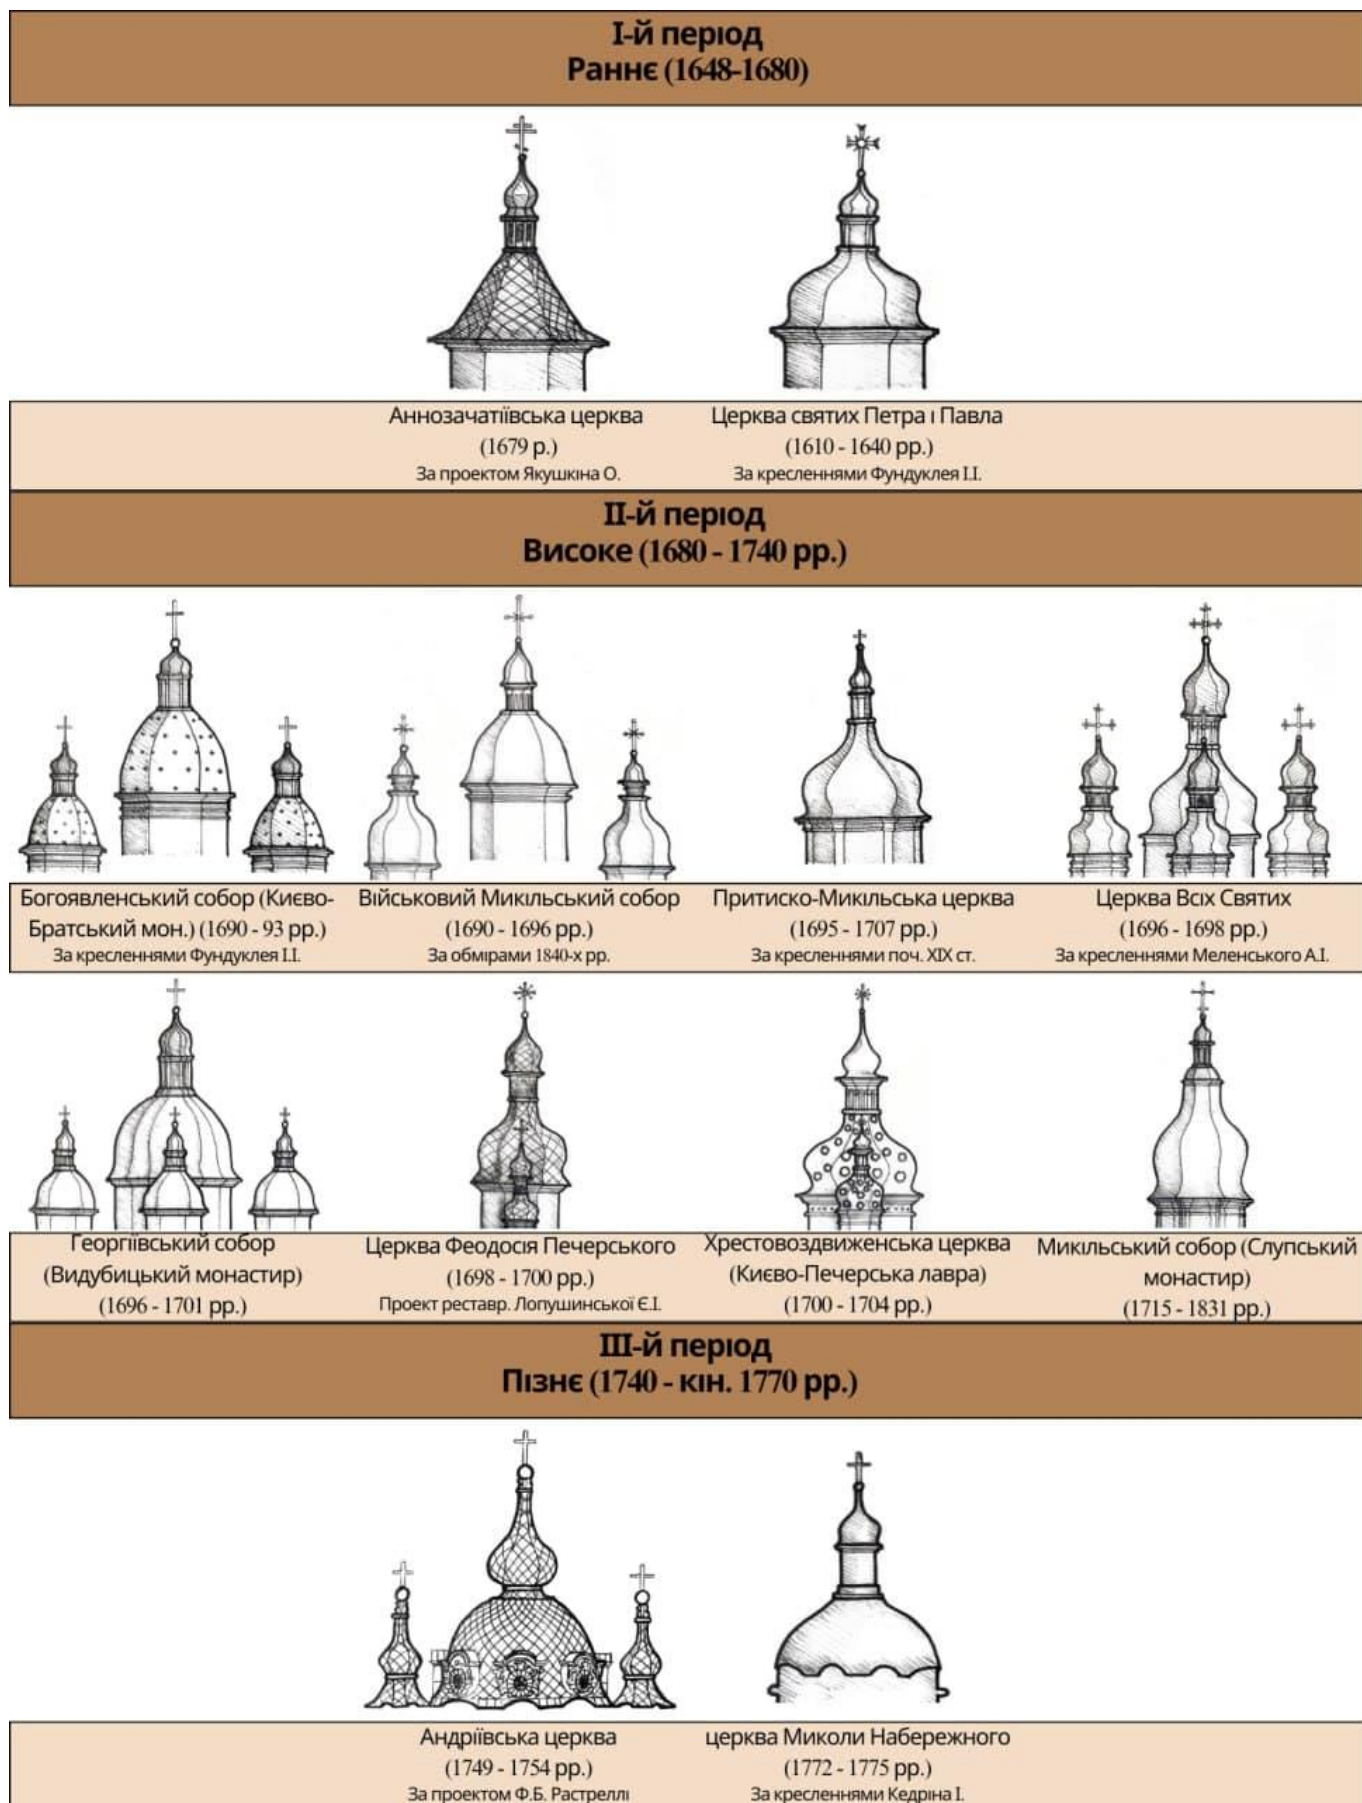 І-й період
Раннє (1648-1680)
Аннозачатіївська церква
(1679 р.)
За проектом Якушкіна О.
Церква святих Петра і Павла
(1610 - 1640 рр.)
За кресленнями Фундуклея І.І.
ІІ-й період
Високе (1680 - 1740 рр.)
Богоявленський собор (Києво-
Братський мон.) (1690 - 93 рр.)
За кресленнями Фундуклея І.І.
Військовий Микільський собор
(1690 - 1696 рр.)
За обмірами 1840-х рр.
Притиско-Микільська церква
(1695 - 1707 рр.)
За кресленнями поч. XIX ст.
Церква Всіх Святих
(1696 - 1698 рр.)
За кресленнями Меленського А.І.
Георгіївський собор
(Видубицький монастир)
(1696 - 1701 рр.)
Церква Феодосія Печерського
(1698 - 1700 рр.)
Проект реставр. Лопушинської Є.І.
Хрестовоздвиженська церква
(Києво-Печерська лавра)
(1700 - 1704 рр.)
Микільський собор (Слупський
монастир)
(1715 - 1831 рр.)
ІІІ-й період
Пізнє (1740 - кін. 1770 рр.)
Андріївська церква
(1749 - 1754 рр.)
За проектом Ф.Б. Растреллі
церква Миколи Набережного
(1772 - 1775 рр.)
За кресленнями Кедріна І.